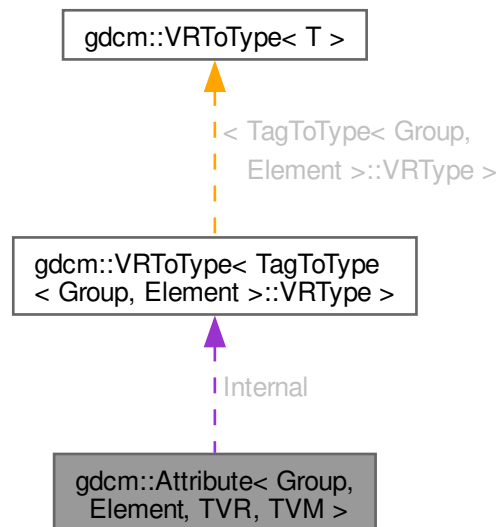 gdcm::VRToType< T >
< TagToType< Group,
Element >::VRType >
gdcm::VRToType< TagToType
< Group, Element >::VRType >
Internal
gdcm::Attribute< Group,
Element, TVR, TVM >